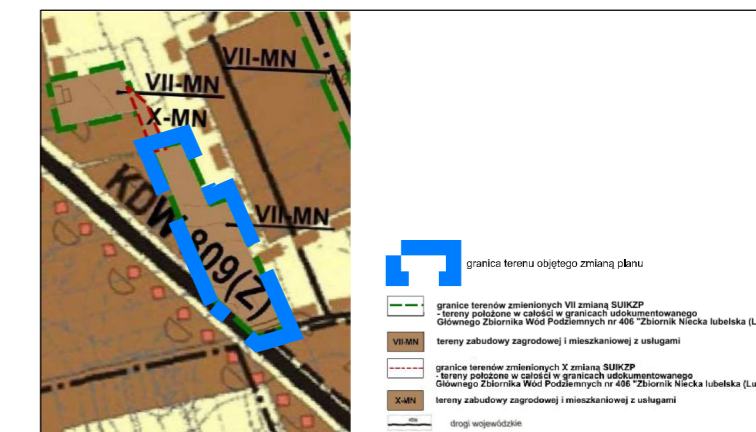 VII-MN
VII-MN
X-MN
VII-MN
KDW 809(Z)
granica terenu objętego zmianą planu
granice terenów zmienionych VII zmianą SUIKZP
- tereny położone w całości w granicach udokumentowanego
Głównego Zbiornika Wód Podziemnych nr 406 "Zbiornik Niecka lubelska (L
VII-MN tereny zabudowy zagrodowej i mieszkaniowej z usługami
granice terenów zmienionych X zmianą SUIKZP
- tereny położone w całości w granicach udokumentowanego
Głównego Zbiornika Wód Podziemnych nr 406 "Zbiornik Niecka lubelska (Lu
X-MN tereny zabudowy zagrodowej i mieszkaniowej z usługami
drogi wojewódzkie